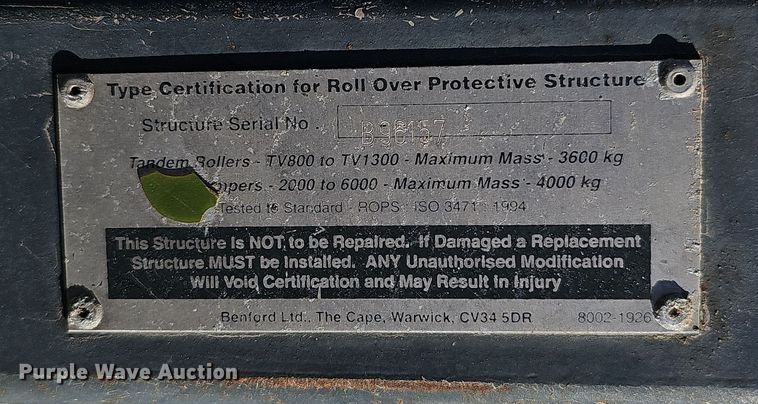 Type Certification for Roll Over Protective Structure
Structure Serial No. B36157
Tandem Rollers - TV800 to TV1300 - Maximum Mass - 3600 kg
- 2000 to 6000 - Maximum Mass - 4000 kg
Tested to Standard - ROPS - ISO 3471 : 1994
This Structure is NOT to be Repaired. If Damaged a Replacement
Structure MUST be Installed. ANY Unauthorised Modification
Will Void Certification and May Result in Injury
Benford Ltd., The Cape, Warwick, CV34 5DR 8002-1926
Purple Wave Auction